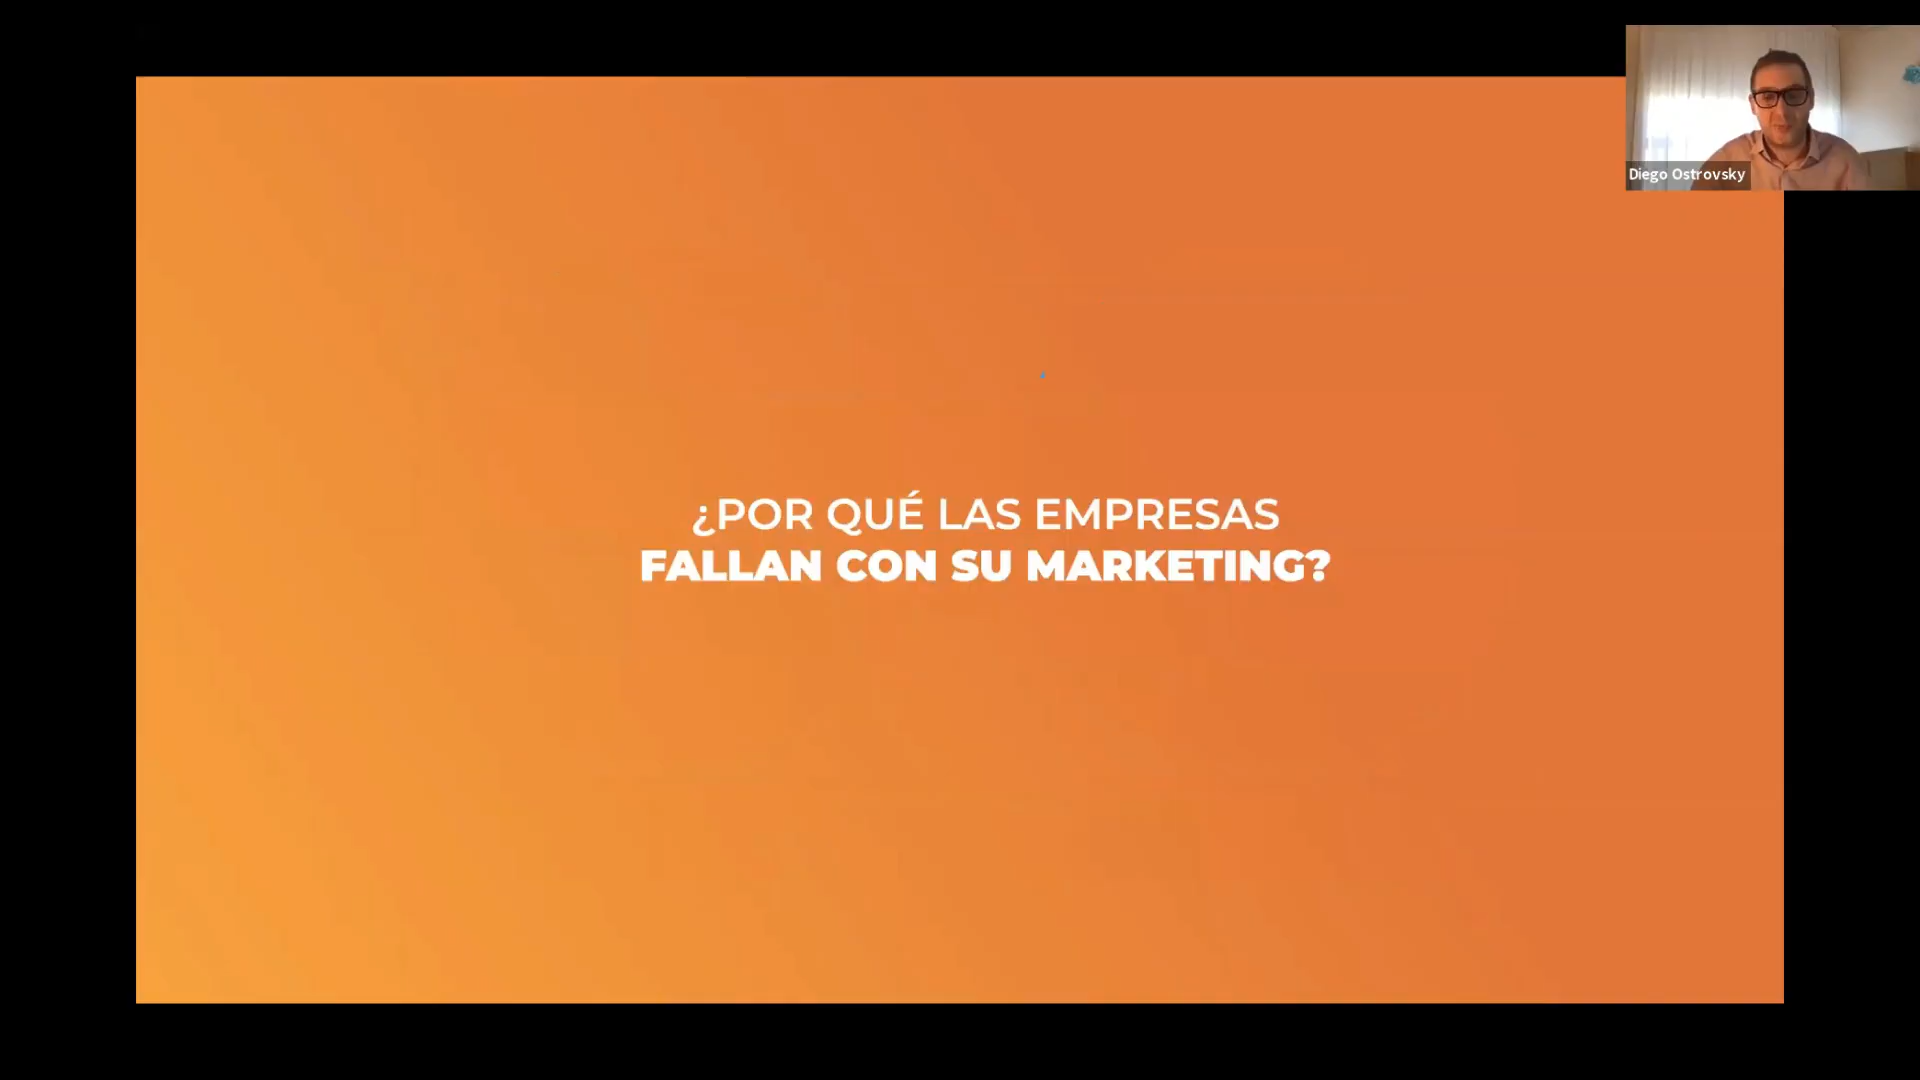 Diego Ostrovsky
¿POR QUÉ LAS EMPRESAS
FALLAN CON SU MARKETING?